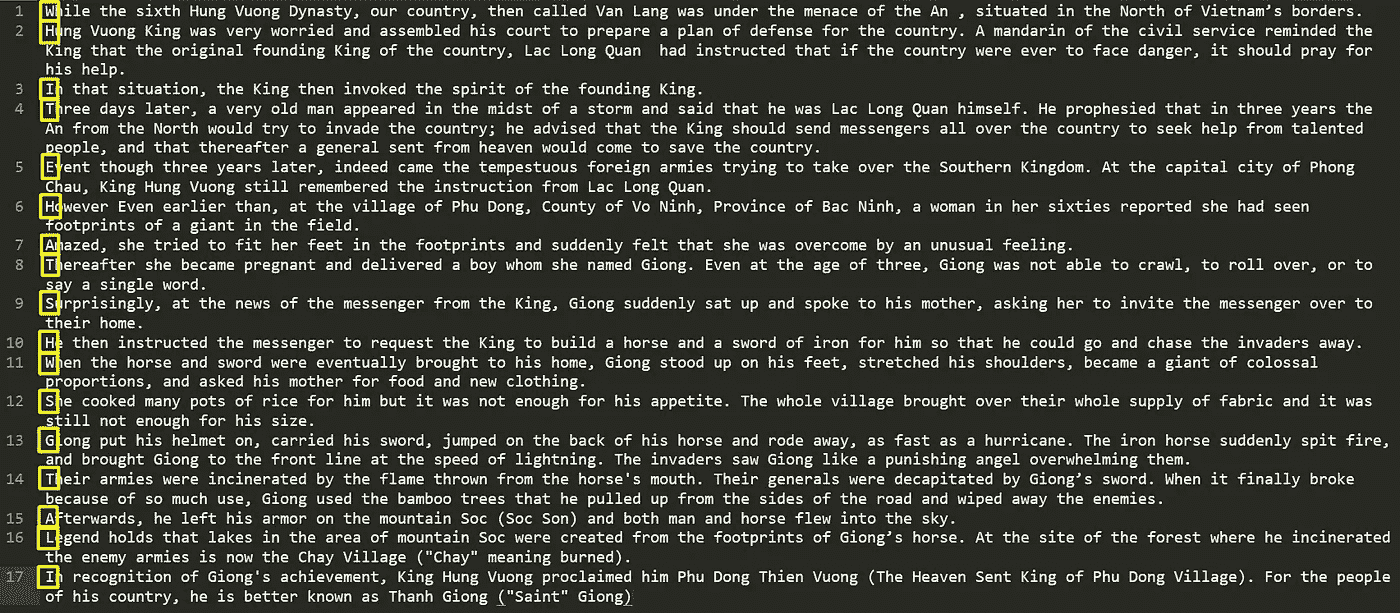 1 While the sixth Hung Vuong Dynasty, our country, then called Van Lang was under the menace of the An , situated in the North of Vietnam’s borders.
2 Hung Vuong King was very worried and assembled his court to prepare a plan of defense for the country. A mandarin of the civil service reminded the
King that the original founding King of the country, Lac Long Quan  had instructed that if the country were ever to face danger, it should pray for
his help.
3 In that situation, the King then invoked the spirit of the founding King.
4 Three days later, a very old man appeared in the midst of a storm and said that he was Lac Long Quan himself. He prophesied that in three years the
An from the North would try to invade the country; he advised that the King should send messengers all over the country to seek help from talented
people, and that thereafter a general sent from heaven would come to save the country.
5 Event though three years later, indeed came the tempestuous foreign armies trying to take over the Southern Kingdom. At the capital city of Phong
Chau, King Hung Vuong still remembered the instruction from Lac Long Quan.
6 However Even earlier than, at the village of Phu Dong, County of Vo Ninh, Province of Bac Ninh, a woman in her sixties reported she had seen
footprints of a giant in the field.
7 Amazed, she tried to fit her feet in the footprints and suddenly felt that she was overcome by an unusual feeling.
8 Thereafter she became pregnant and delivered a boy whom she named Giong. Even at the age of three, Giong was not able to crawl, to roll over, or to
say a single word.
9 Surprisingly, at the news of the messenger from the King, Giong suddenly sat up and spoke to his mother, asking her to invite the messenger over to
their home.
10 He then instructed the messenger to request the King to build a horse and a sword of iron for him so that he could go and chase the invaders away.
11 When the horse and sword were eventually brought to his home, Giong stood up on his feet, stretched his shoulders, became a giant of colossal
proportions, and asked his mother for food and new clothing.
12 She cooked many pots of rice for him but it was not enough for his appetite. The whole village brought over their whole supply of fabric and it was
still not enough for his size.
13 Giong put his helmet on, carried his sword, jumped on the back of his horse and rode away, as fast as a hurricane. The iron horse suddenly spit fire,
and brought Giong to the front line at the speed of lightning. The invaders saw Giong like a punishing angel overwhelming them.
14 Their armies were incinerated by the flame thrown from the horse's mouth. Their generals were decapitated by Giong’s sword. When it finally broke
because of so much use, Giong used the bamboo trees that he pulled up from the sides of the road and wiped away the enemies.
15 Afterwards, he left his armor on the mountain Soc (Soc Son) and both man and horse flew into the sky.
16 Legend holds that lakes in the area of mountain Soc were created from the footprints of Giong’s horse. At the site of the forest where he incinerated
the enemy armies is now the Chay Village ("Chay" meaning burned).
17 In recognition of Giong's achievement, King Hung Vuong proclaimed him Phu Dong Thien Vuong (The Heaven Sent King of Phu Dong Village). For the people
of his country, he is better known as Thanh Giong ("Saint" Giong)